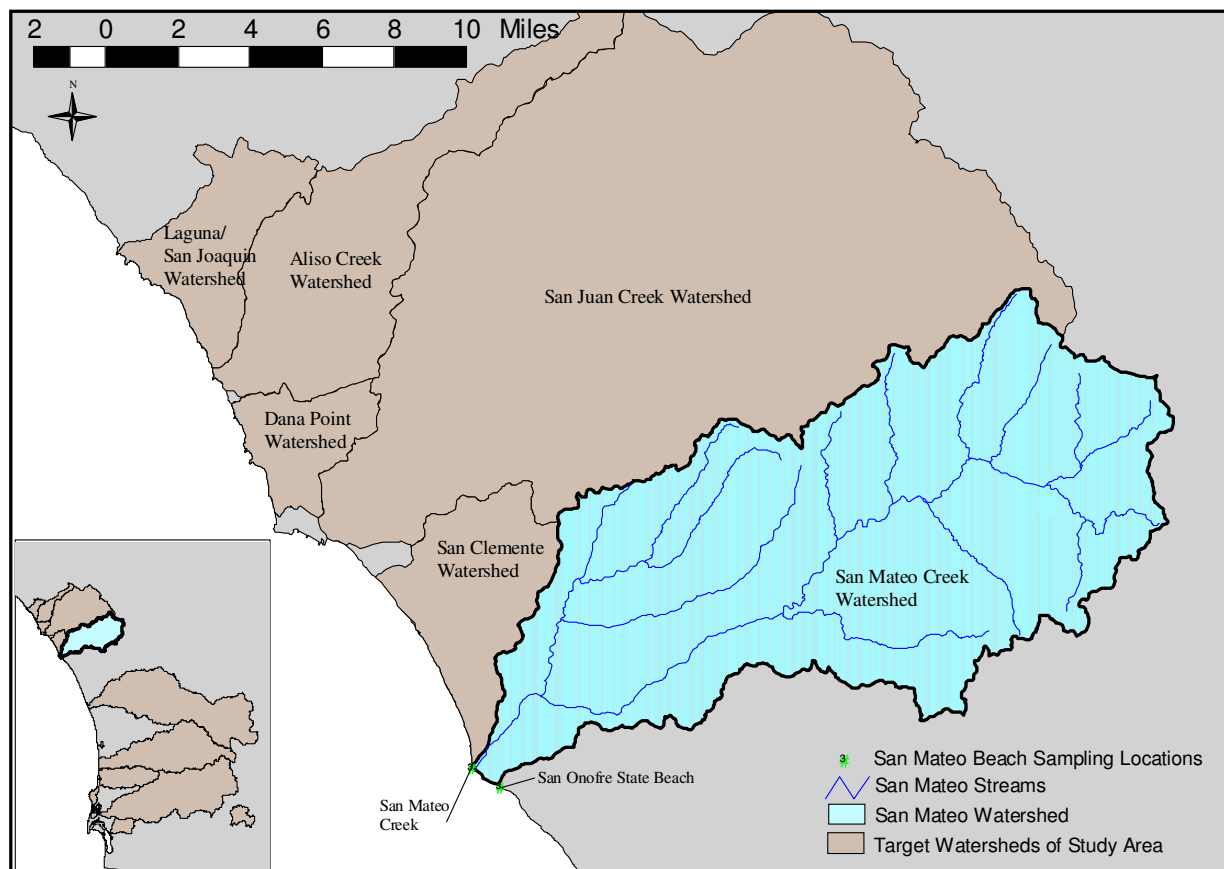 2 0 2 4 6 8 10 Miles
N
Laguna/
San Joaquin
Watershed
Aliso Creek
Watershed
San Juan Creek Watershed
Dana Point
Watershed
San Clemente
Watershed
San Mateo Creek
Watershed
San Onofre State Beach
San Mateo
Creek
San Mateo Beach Sampling Locations
San Mateo Streams
San Mateo Watershed
Target Watersheds of Study Area